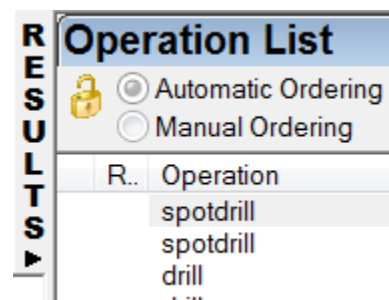 RESULTS
Operation List
Automatic Ordering
Manual Ordering
R.. Operation
spotdrill
spotdrill
drill